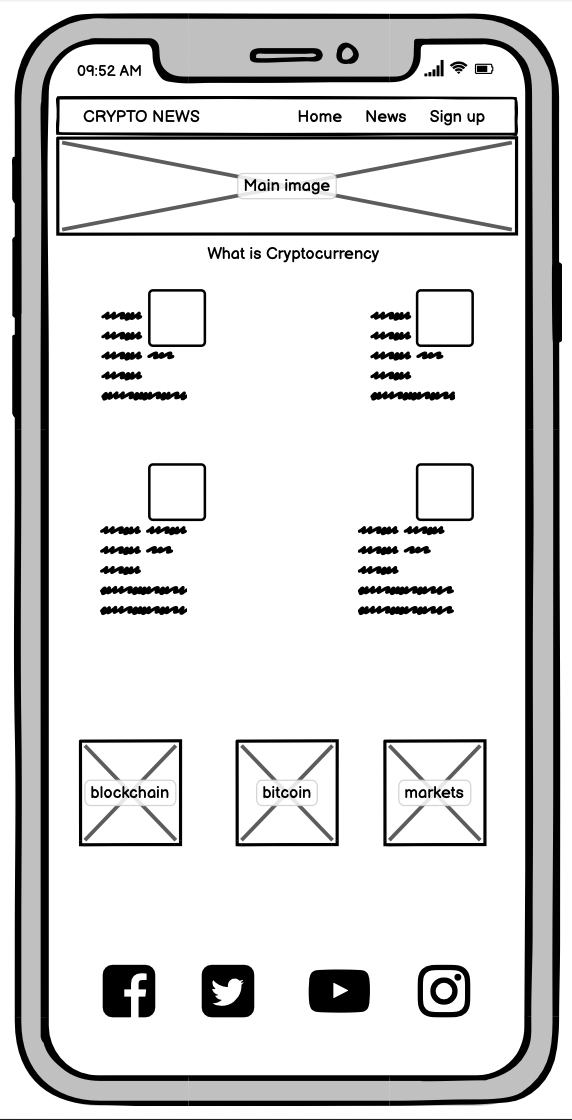 09:52 AM
CRYPTO NEWS Home News Sign up
Main image
What is Cryptocurrency
blockchain bitcoin markets